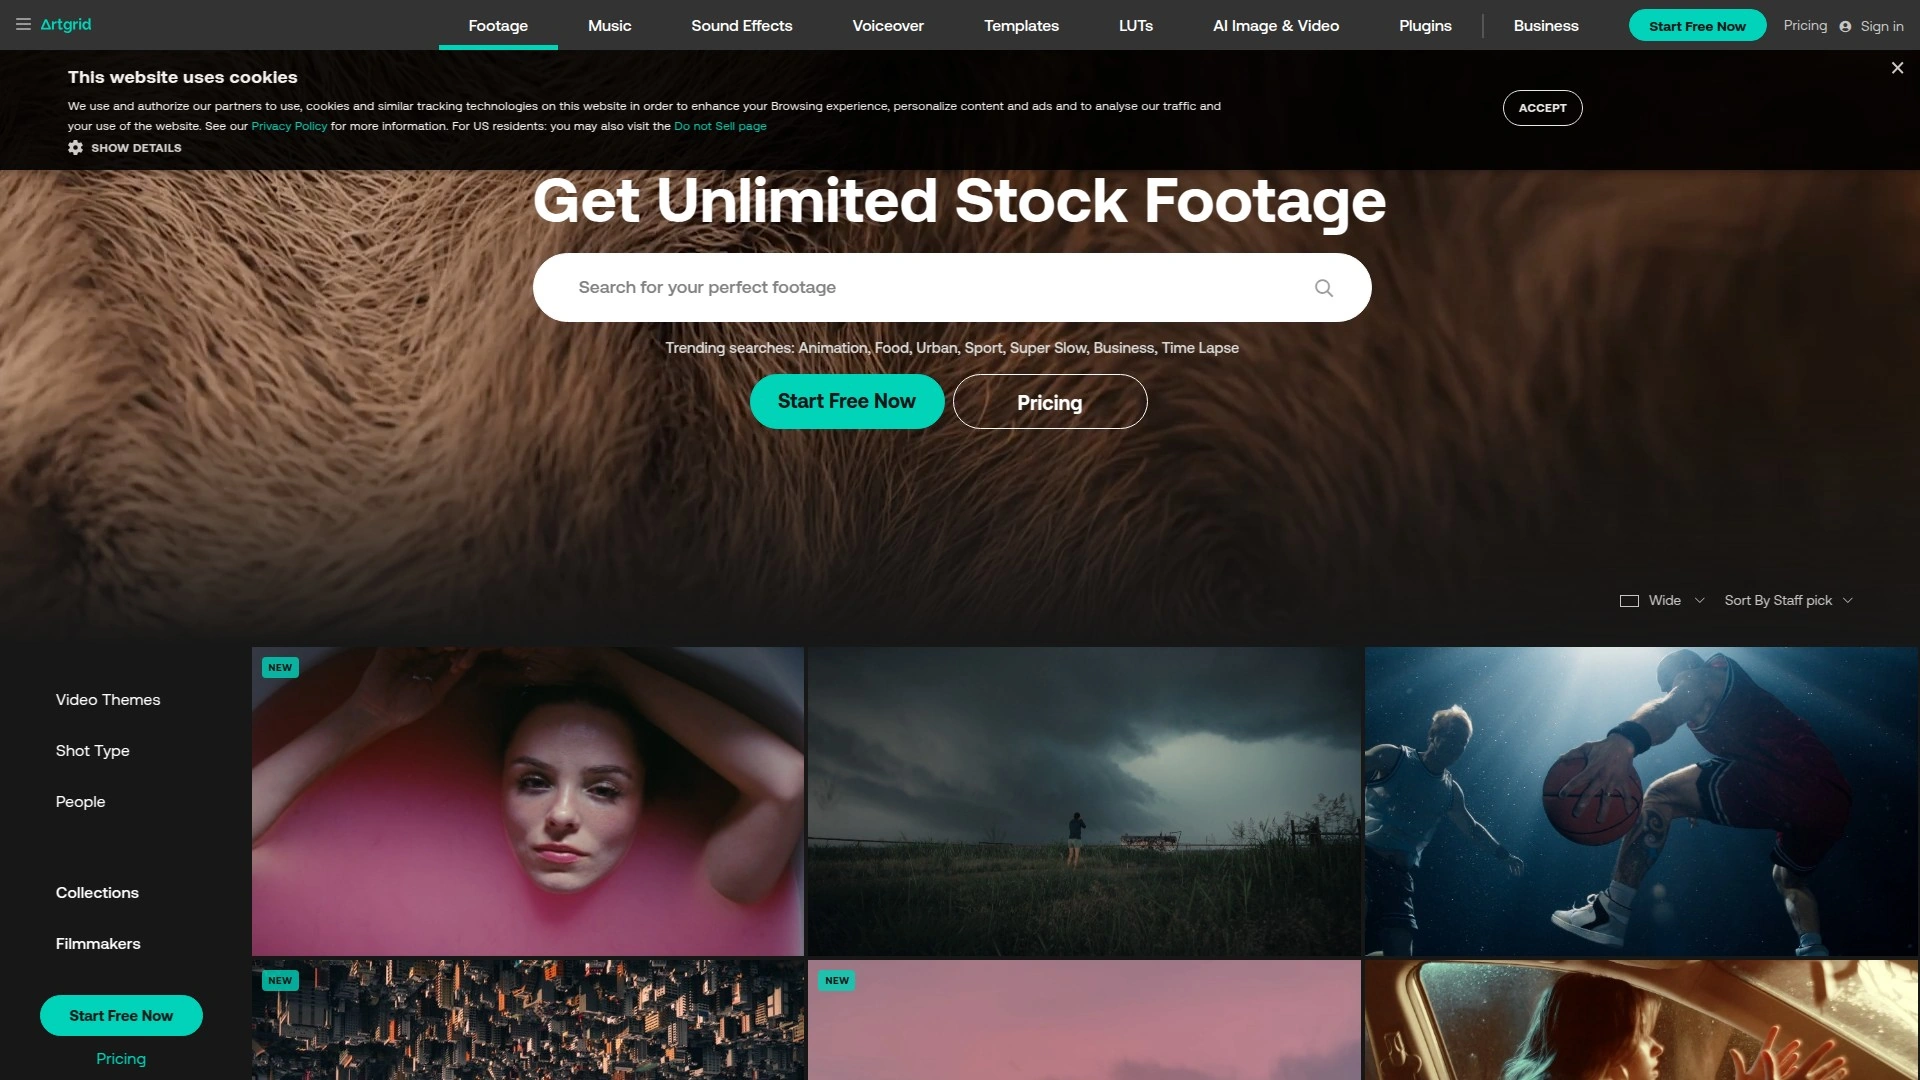 Artgrid
Footage
Music
Sound Effects
Voiceover
Templates
LUTs
AI Image & Video
Plugins
Business
Start Free Now
Pricing
Sign in
This website uses cookies
We use and authorize our partners to use, cookies and similar tracking technologies on this website in order to enhance your Browsing experience, personalize content and ads and to analyse our traffic and
your use of the website. See our Privacy Policy for more information. For US residents: you may also visit the Do not Sell page
SHOW DETAILS
ACCEPT
Get Unlimited Stock Footage
Search for your perfect footage
Trending searches: Animation, Food, Urban, Sport, Super Slow, Business, Time Lapse
Start Free Now
Pricing
Wide
Sort By Staff pick
Video Themes
Shot Type
People
Collections
Filmmakers
Start Free Now
Pricing
NEW
NEW
NEW